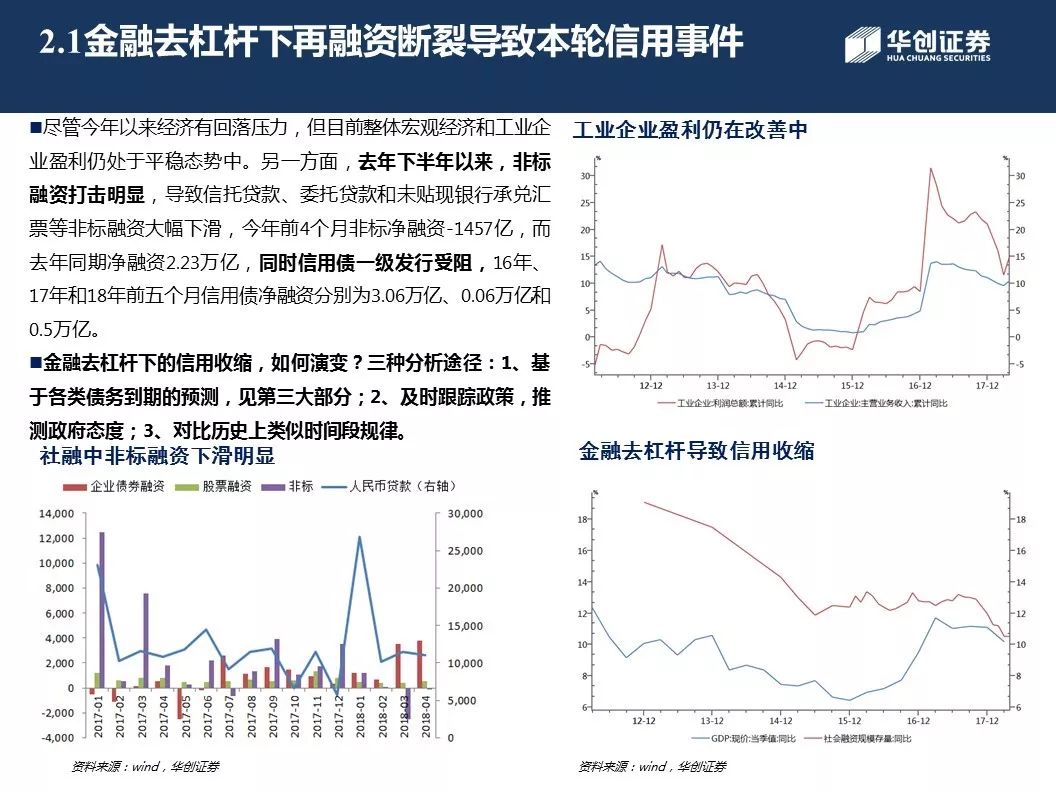 2.1金融去杠杆下再融资断裂导致本轮信用事件
华创证券
HUA CHUANG SECURITIES
■尽管今年以来经济有回落压力，但目前整体宏观经济和工业企
业盈利仍处于平稳态势中。另一方面，去年下半年以来，非标
融资打击明显，导致信托贷款、委托贷款和未贴现银行承兑汇
票等非标融资大幅下滑，今年前4个月非标净融资-1457亿，而
去年同期净融资2.23万亿，同时信用债一级发行受阻，16年、
17年和18年前五个月信用债净融资分别为3.06万亿、0.06万亿和
0.5万亿。
■金融去杠杆下的信用收缩，如何演变？三种分析途径：1、基
于各类债务到期的预测，见第三大部分；2、及时跟踪政策，推
测政府态度；3、对比历史上类似时间段规律。
社融中非标融资下滑明显
企业债券融资 股票融资 非标 人民币贷款（右轴）
14,000 30,000
12,000 25,000
10,000
8,000 20,000
6,000
4,000 15,000
2,000 10,000
0
-2,000 5,000
-4,000 0
2017-01 2017-02 2017-03 2017-04 2017-05 2017-06 2017-07 2017-08 2017-09 2017-10 2017-11 2017-12 2018-01 2018-02 2018-03 2018-04
资料来源：wind，华创证券
工业企业盈利仍在改善中
% %
30 30
25 25
20 20
15 15
10 10
5 5
0 0
-5 -5
12-12 13-12 14-12 15-12 16-12 17-12
工业企业:利润总额:累计同比 工业企业:主营业务收入:累计同比
金融去杠杆导致信用收缩
% %
18 18
16 16
14 14
12 12
10 10
8 8
6 6
12-12 13-12 14-12 15-12 16-12 17-12
GDP:现价:当季值:同比 社会融资规模存量:同比
资料来源：wind，华创证券